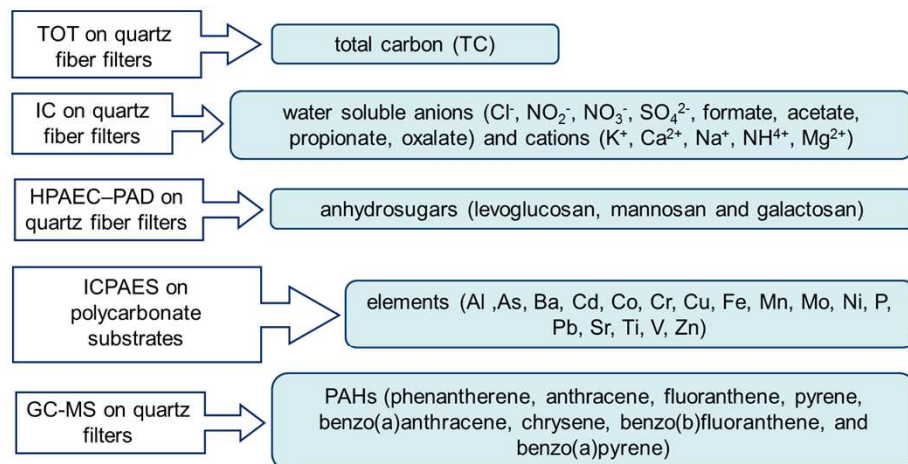 TOT on quartz
fiber filters
total carbon (TC)
IC on quartz
fiber filters
water soluble anions (Cl⁻, NO₂⁻, NO₃⁻, SO₄²⁻, formate, acetate,
propionate, oxalate) and cations (K⁺, Ca²⁺, Na⁺, NH⁴⁺, Mg²⁺)
HPAEC–PAD on
quartz fiber filters
anhydrosugars (levoglucosan, mannosan and galactosan)
ICPAES on
polycarbonate
substrates
elements (Al ,As, Ba, Cd, Co, Cr, Cu, Fe, Mn, Mo, Ni, P,
Pb, Sr, Ti, V, Zn)
GC-MS on quartz
filters
PAHs (phenantherene, anthracene, fluoranthene, pyrene,
benzo(a)anthracene, chrysene, benzo(b)fluoranthene, and
benzo(a)pyrene)